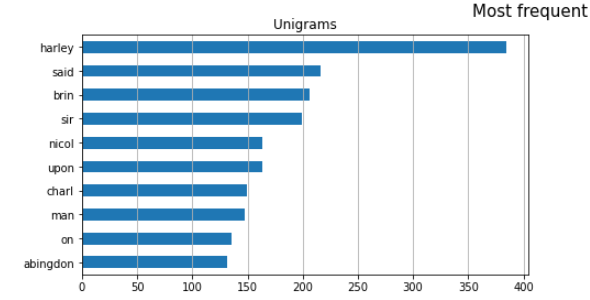 Most frequent
Unigrams
harley
said
brin
sir
nicol
upon
charl
man
on
abingdon
0 50 100 150 200 250 300 350 400